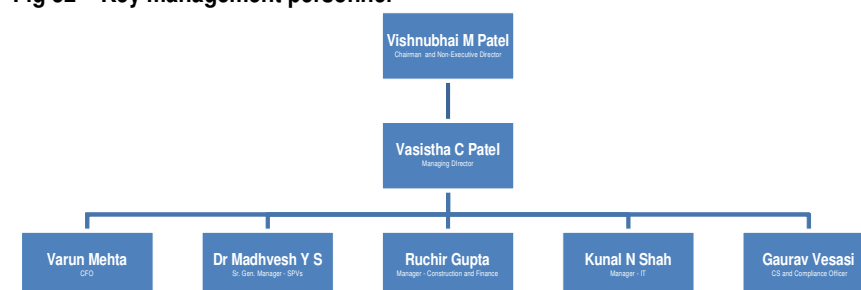 Fig 32 – Key management personnel
Vishnubhai M Patel
Chairman and Non-Executive Director
Vasistha C Patel
Managing Director
Varun Mehta
CFO
Dr Madhvesh Y S
Sr. Gen. Manager - SPVs
Ruchir Gupta
Manager - Construction and Finance
Kunal N Shah
Manager - IT
Gaurav Vesasi
CS and Compliance Officer